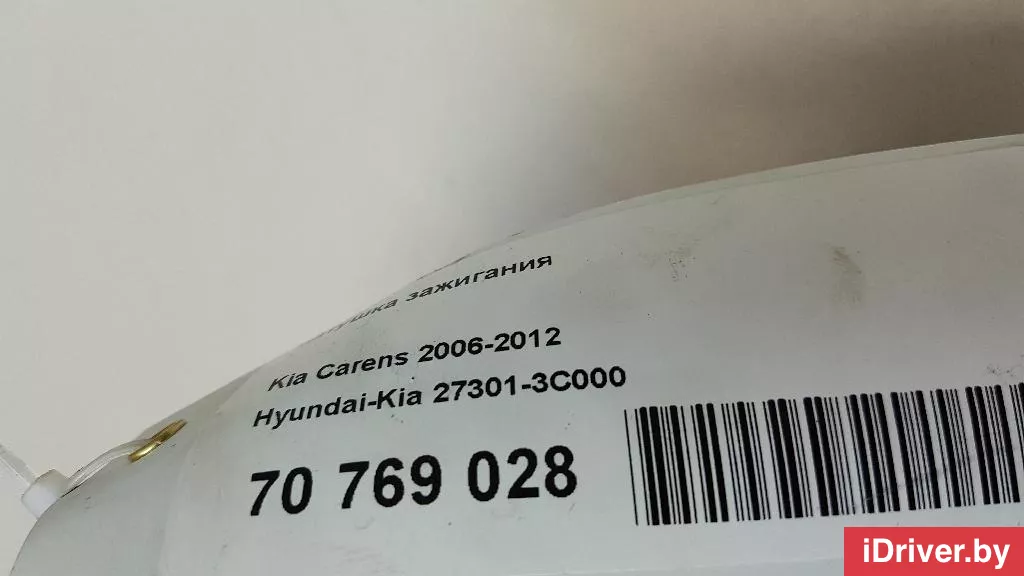 зажигания
Kia Carens 2006-2012
Hyundai-Kia 27301-3C000
70 769 028
iDriver.by